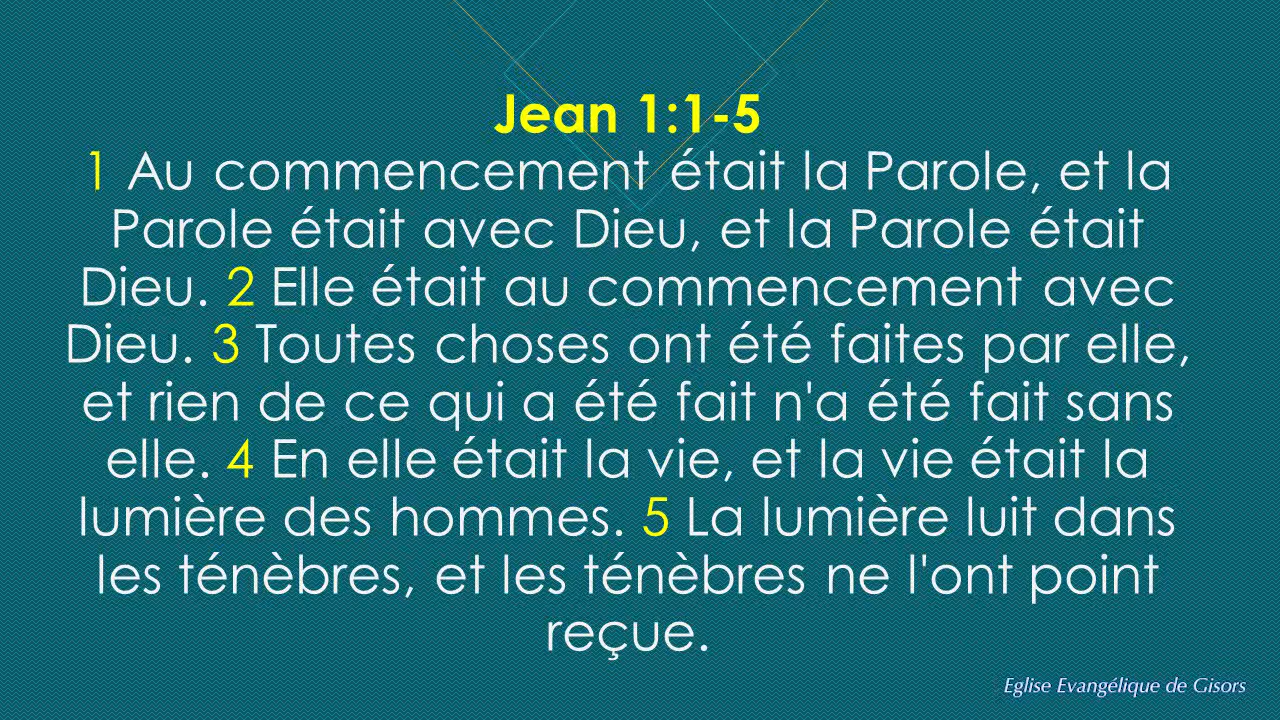 Jean 1:1-5
1 Au commencement était la Parole, et la
Parole était avec Dieu, et la Parole était
Dieu. 2 Elle était au commencement avec
Dieu. 3 Toutes choses ont été faites par elle,
et rien de ce qui a été fait n'a été fait sans
elle. 4 En elle était la vie, et la vie était la
lumière des hommes. 5 La lumière luit dans
les ténèbres, et les ténèbres ne l'ont point
reçue.
Eglise Evangélique de Gisors